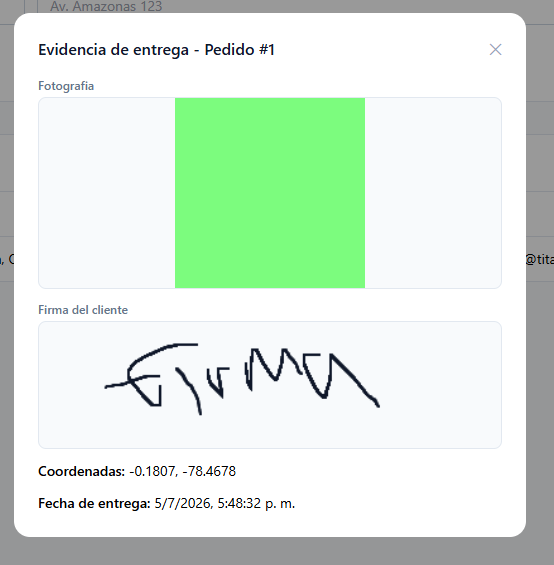 Av. Amazonas 123
Evidencia de entrega - Pedido #1
Fotografía
Firma del cliente
FIRMA
Coordenadas: -0.1807, -78.4678
Fecha de entrega: 5/7/2026, 5:48:32 p. m.
@tita